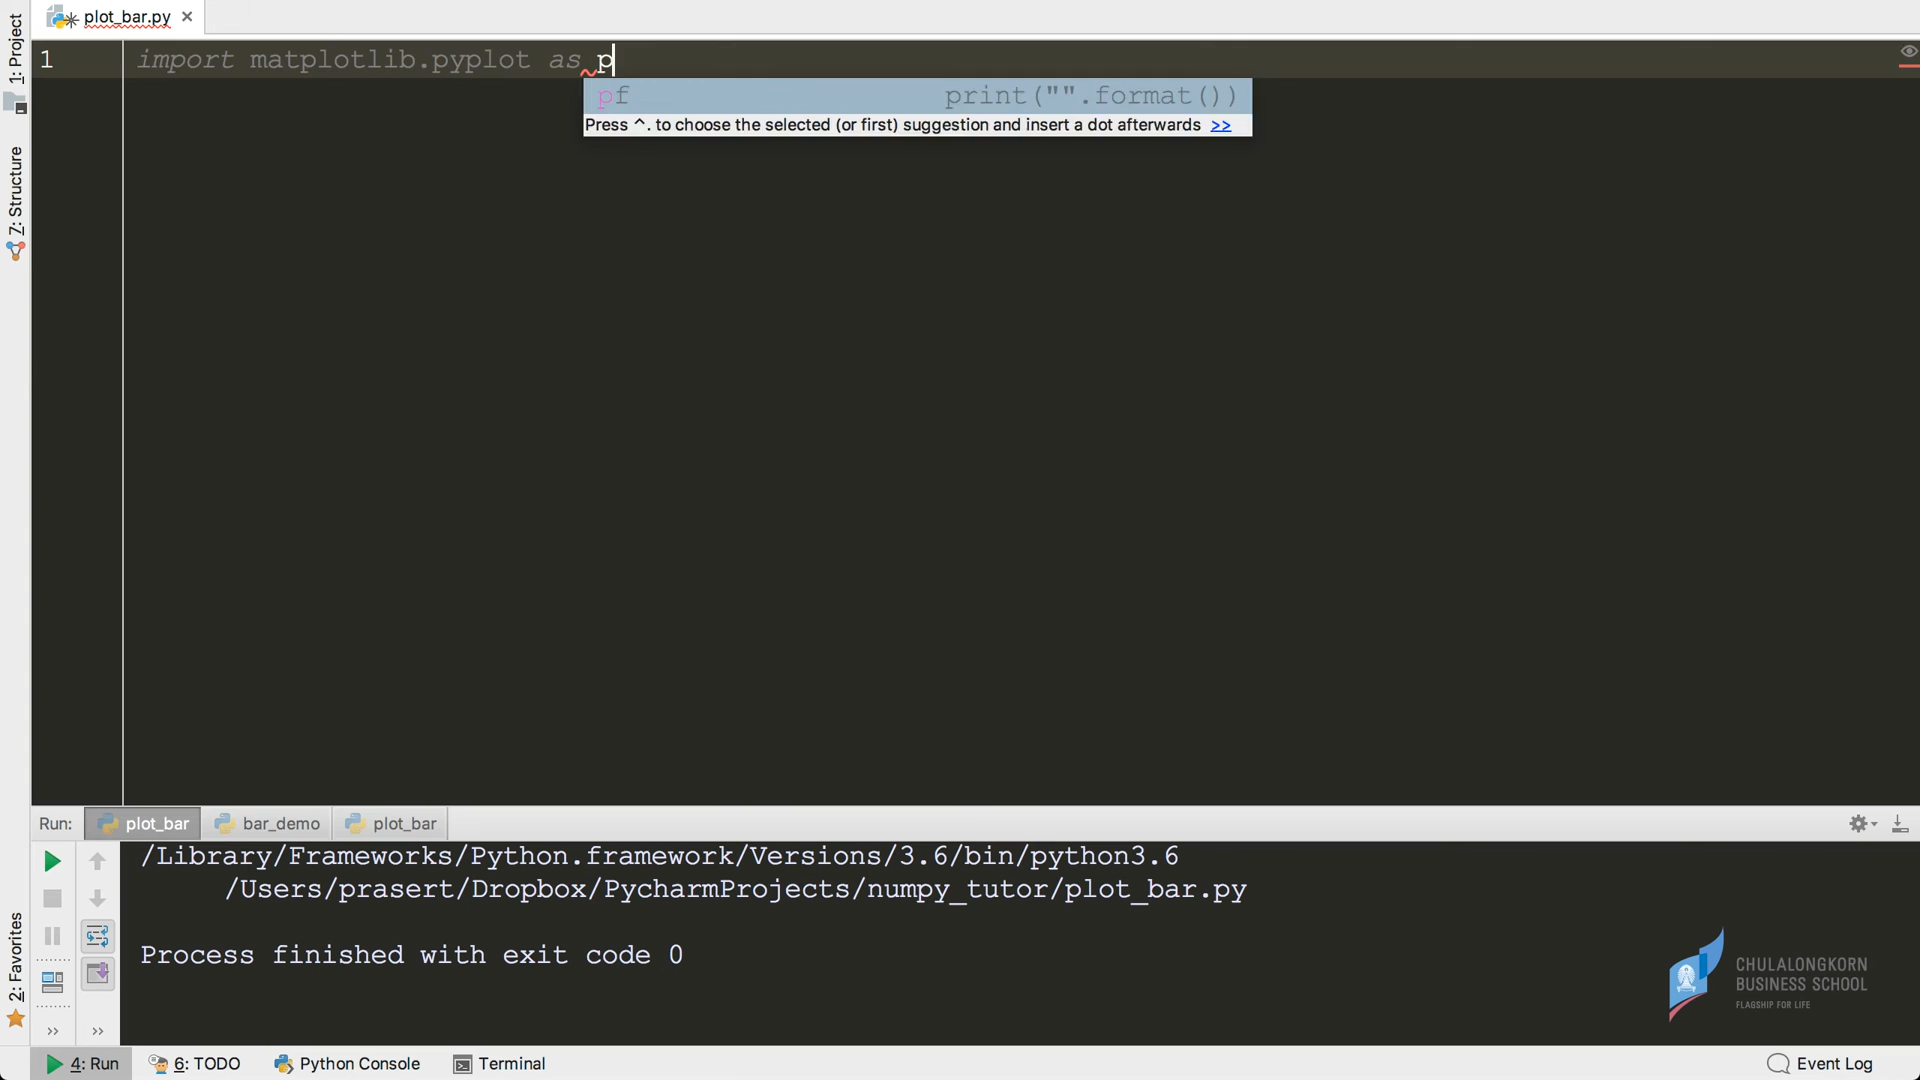 plot_bar.py
1: Project
7: Structure
2: Favorites
1 import matplotlib.pyplot as p
pf print("".format())
Press ^. to choose the selected (or first) suggestion and insert a dot afterwards >>
Run: plot_bar bar_demo plot_bar
/Library/Frameworks/Python.framework/Versions/3.6/bin/python3.6
/Users/prasert/Dropbox/PycharmProjects/numpy_tutor/plot_bar.py
Process finished with exit code 0
CHULALONGKORN
BUSINESS SCHOOL
FLAGSHIP FOR LIFE
4: Run 6: TODO Python Console Terminal Event Log